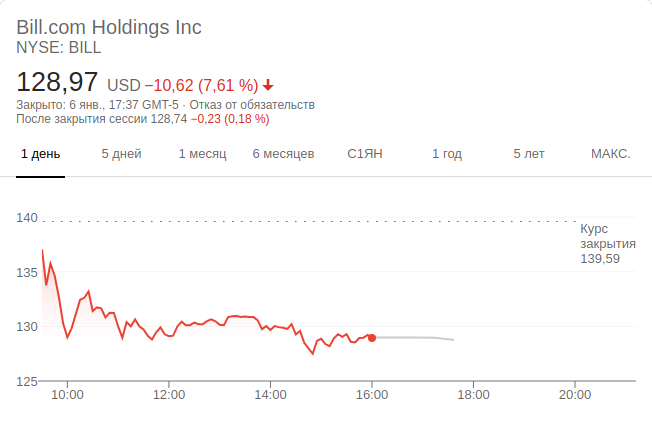 Bill.com Holdings Inc
NYSE: BILL
128,97 USD −10,62 (7,61 %)
Закрыто: 6 янв., 17:37 GMT-5 · Отказ от обязательств
После закрытия сессии 128,74 −0,23 (0,18 %)
1 день 5 дней 1 месяц 6 месяцев С1ЯН 1 год 5 лет МАКС.
140
Курс
закрытия
139,59
135
130
125
10:00 12:00 14:00 16:00 18:00 20:00